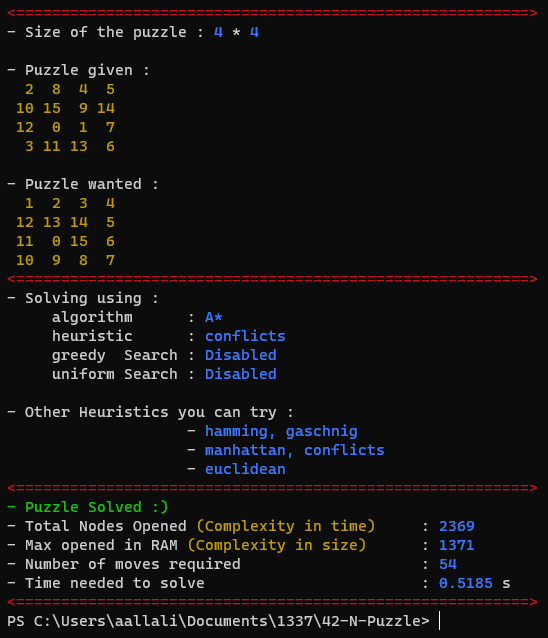 <=========================================================>
- Size of the puzzle : 4 * 4
- Puzzle given :
2 8 4 5
10 15 9 14
12 0 1 7
3 11 13 6
- Puzzle wanted :
1 2 3 4
12 13 14 5
11 0 15 6
10 9 8 7
<=========================================================>
- Solving using :
algorithm : A*
heuristic : conflicts
greedy Search : Disabled
uniform Search : Disabled
- Other Heuristics you can try :
- hamming, gaschnig
- manhattan, conflicts
- euclidean
<=========================================================>
- Puzzle Solved :)
- Total Nodes Opened (Complexity in time) : 2369
- Max opened in RAM (Complexity in size) : 1371
- Number of moves required : 54
- Time needed to solve : 0.5185 s
<=========================================================>
PS C:\Users\aallali\Documents\1337\42-N-Puzzle>